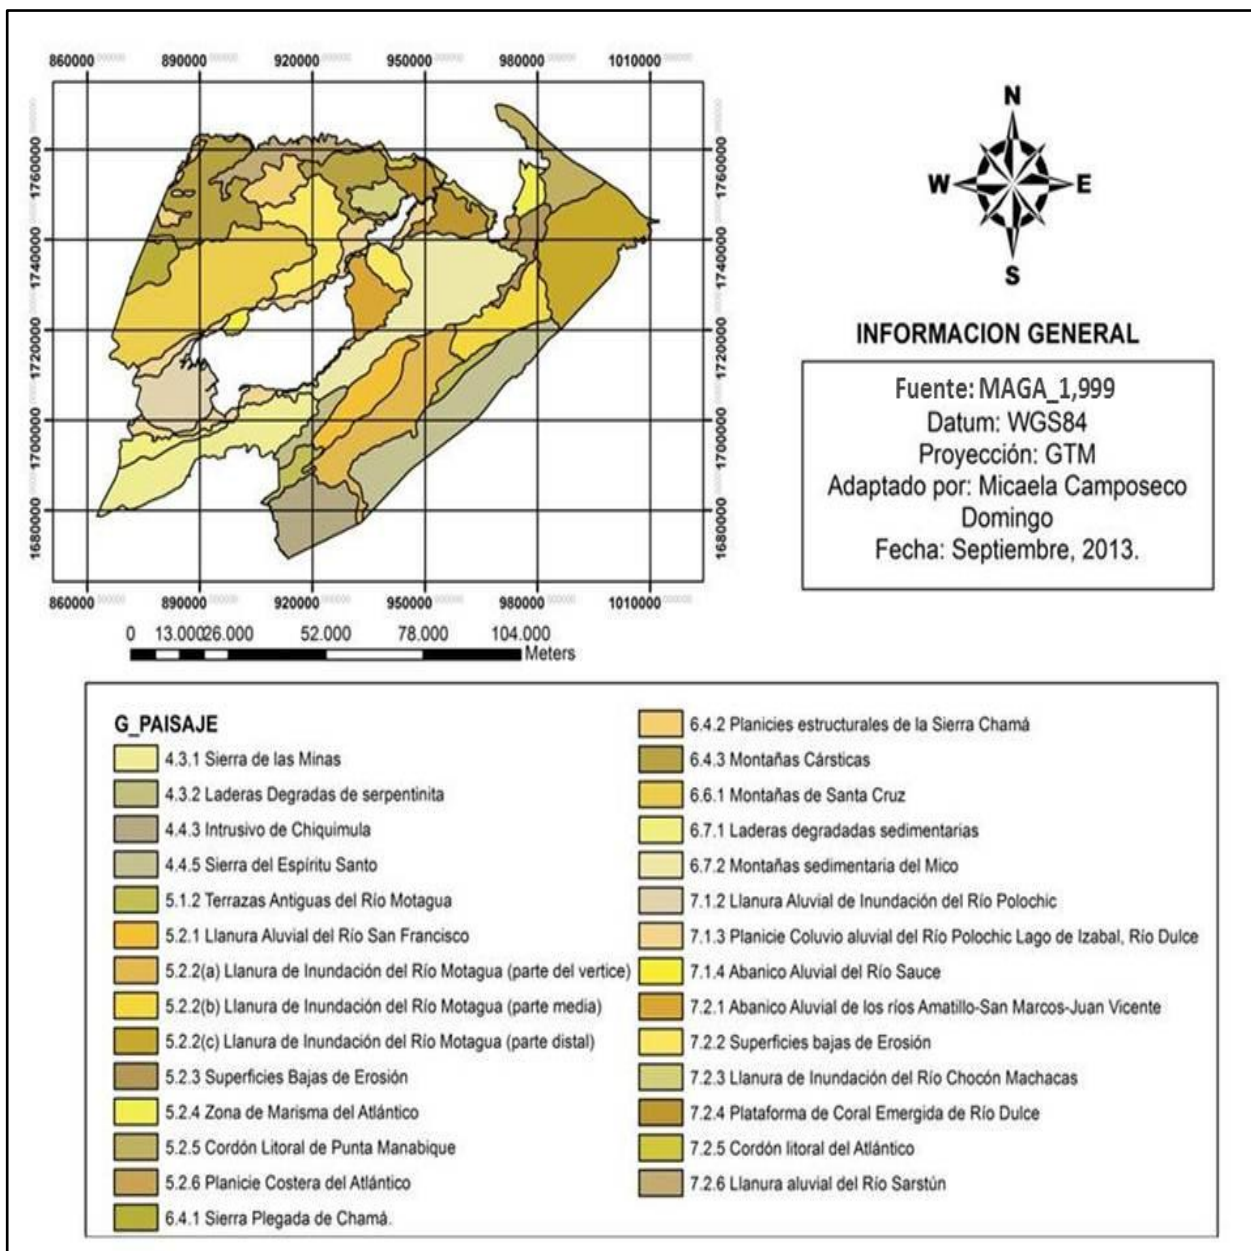 860000 890000 920000 950000 980000 1010000
1760000 1760000
1740000 1740000
1720000 1720000
1700000 1700000
1680000 1680000
860000 890000 920000 950000 980000 1010000
0 13.000 26.000 52.000 78.000 104.000
Meters
N
W E
S
INFORMACION GENERAL
Fuente: MAGA_1,999
Datum: WGS84
Proyección: GTM
Adaptado por: Micaela Camposeco
Domingo
Fecha: Septiembre, 2013.
G_PAISAJE
4.3.1 Sierra de las Minas
4.3.2 Laderas Degradas de serpentinita
4.4.3 Intrusivo de Chiquimula
4.4.5 Sierra del Espíritu Santo
5.1.2 Terrazas Antiguas del Río Motagua
5.2.1 Llanura Aluvial del Río San Francisco
5.2.2(a) Llanura de Inundación del Río Motagua (parte del vertice)
5.2.2(b) Llanura de Inundación del Río Motagua (parte media)
5.2.2(c) Llanura de Inundación del Río Motagua (parte distal)
5.2.3 Superficies Bajas de Erosión
5.2.4 Zona de Marisma del Atlántico
5.2.5 Cordón Litoral de Punta Manabique
5.2.6 Planicie Costera del Atlántico
6.4.1 Sierra Plegada de Chamá.
6.4.2 Planicies estructurales de la Sierra Chamá
6.4.3 Montañas Cársticas
6.6.1 Montañas de Santa Cruz
6.7.1 Laderas degradadas sedimentarias
6.7.2 Montañas sedimentaria del Mico
7.1.2 Llanura Aluvial de Inundación del Río Polochic
7.1.3 Planicie Coluvio aluvial del Río Polochic Lago de Izabal, Río Dulce
7.1.4 Abanico Aluvial del Río Sauce
7.2.1 Abanico Aluvial de los ríos Amatillo-San Marcos-Juan Vicente
7.2.2 Superficies bajas de Erosión
7.2.3 Llanura de Inundación del Río Chocón Machacas
7.2.4 Plataforma de Coral Emergida de Río Dulce
7.2.5 Cordón litoral del Atlántico
7.2.6 Llanura aluvial del Río Sarstún